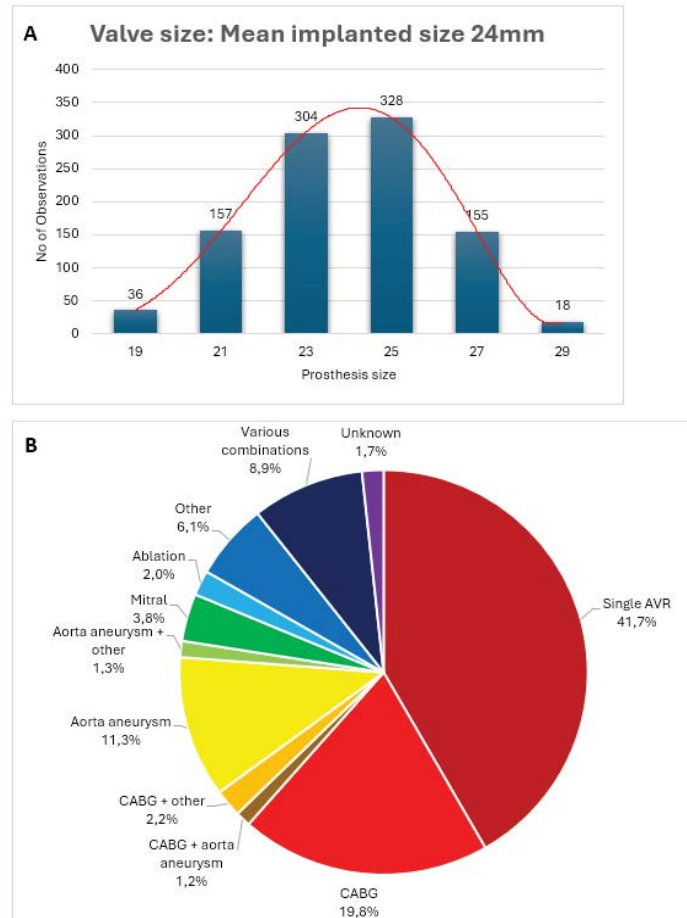 A
Valve size: Mean implanted size 24mm
400
350
300
250
200
150
100
50
0
No of Observations
36
157
304
328
155
18
19
21
23
25
27
29
Prosthesis size
B
Various
combinations
8,9%
Unknown
1,7%
Other
6,1%
Ablation
2,0%
Mitral
3,8%
Aorta aneurysm +
other
1,3%
Aorta aneurysm
11,3%
CABG + other
2,2%
CABG + aorta
aneurysm
1,2%
CABG
19,8%
Single AVR
41,7%